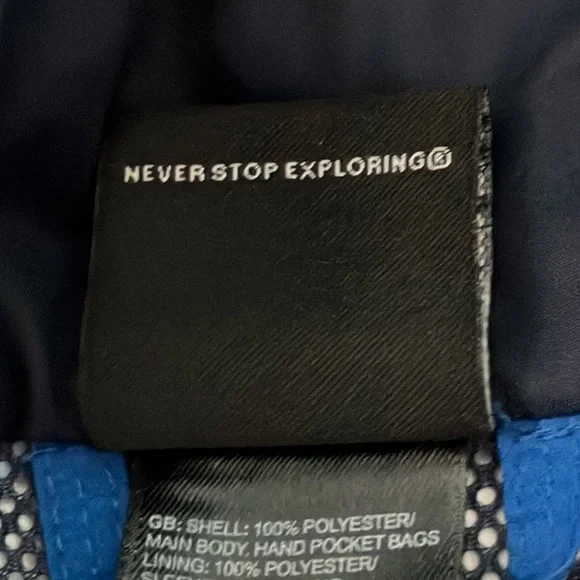 NEVER STOP EXPLORING®
GB: SHELL: 100% POLYESTER/
MAIN BODY, HAND POCKET BAGS
LINING: 100% POLYESTER/